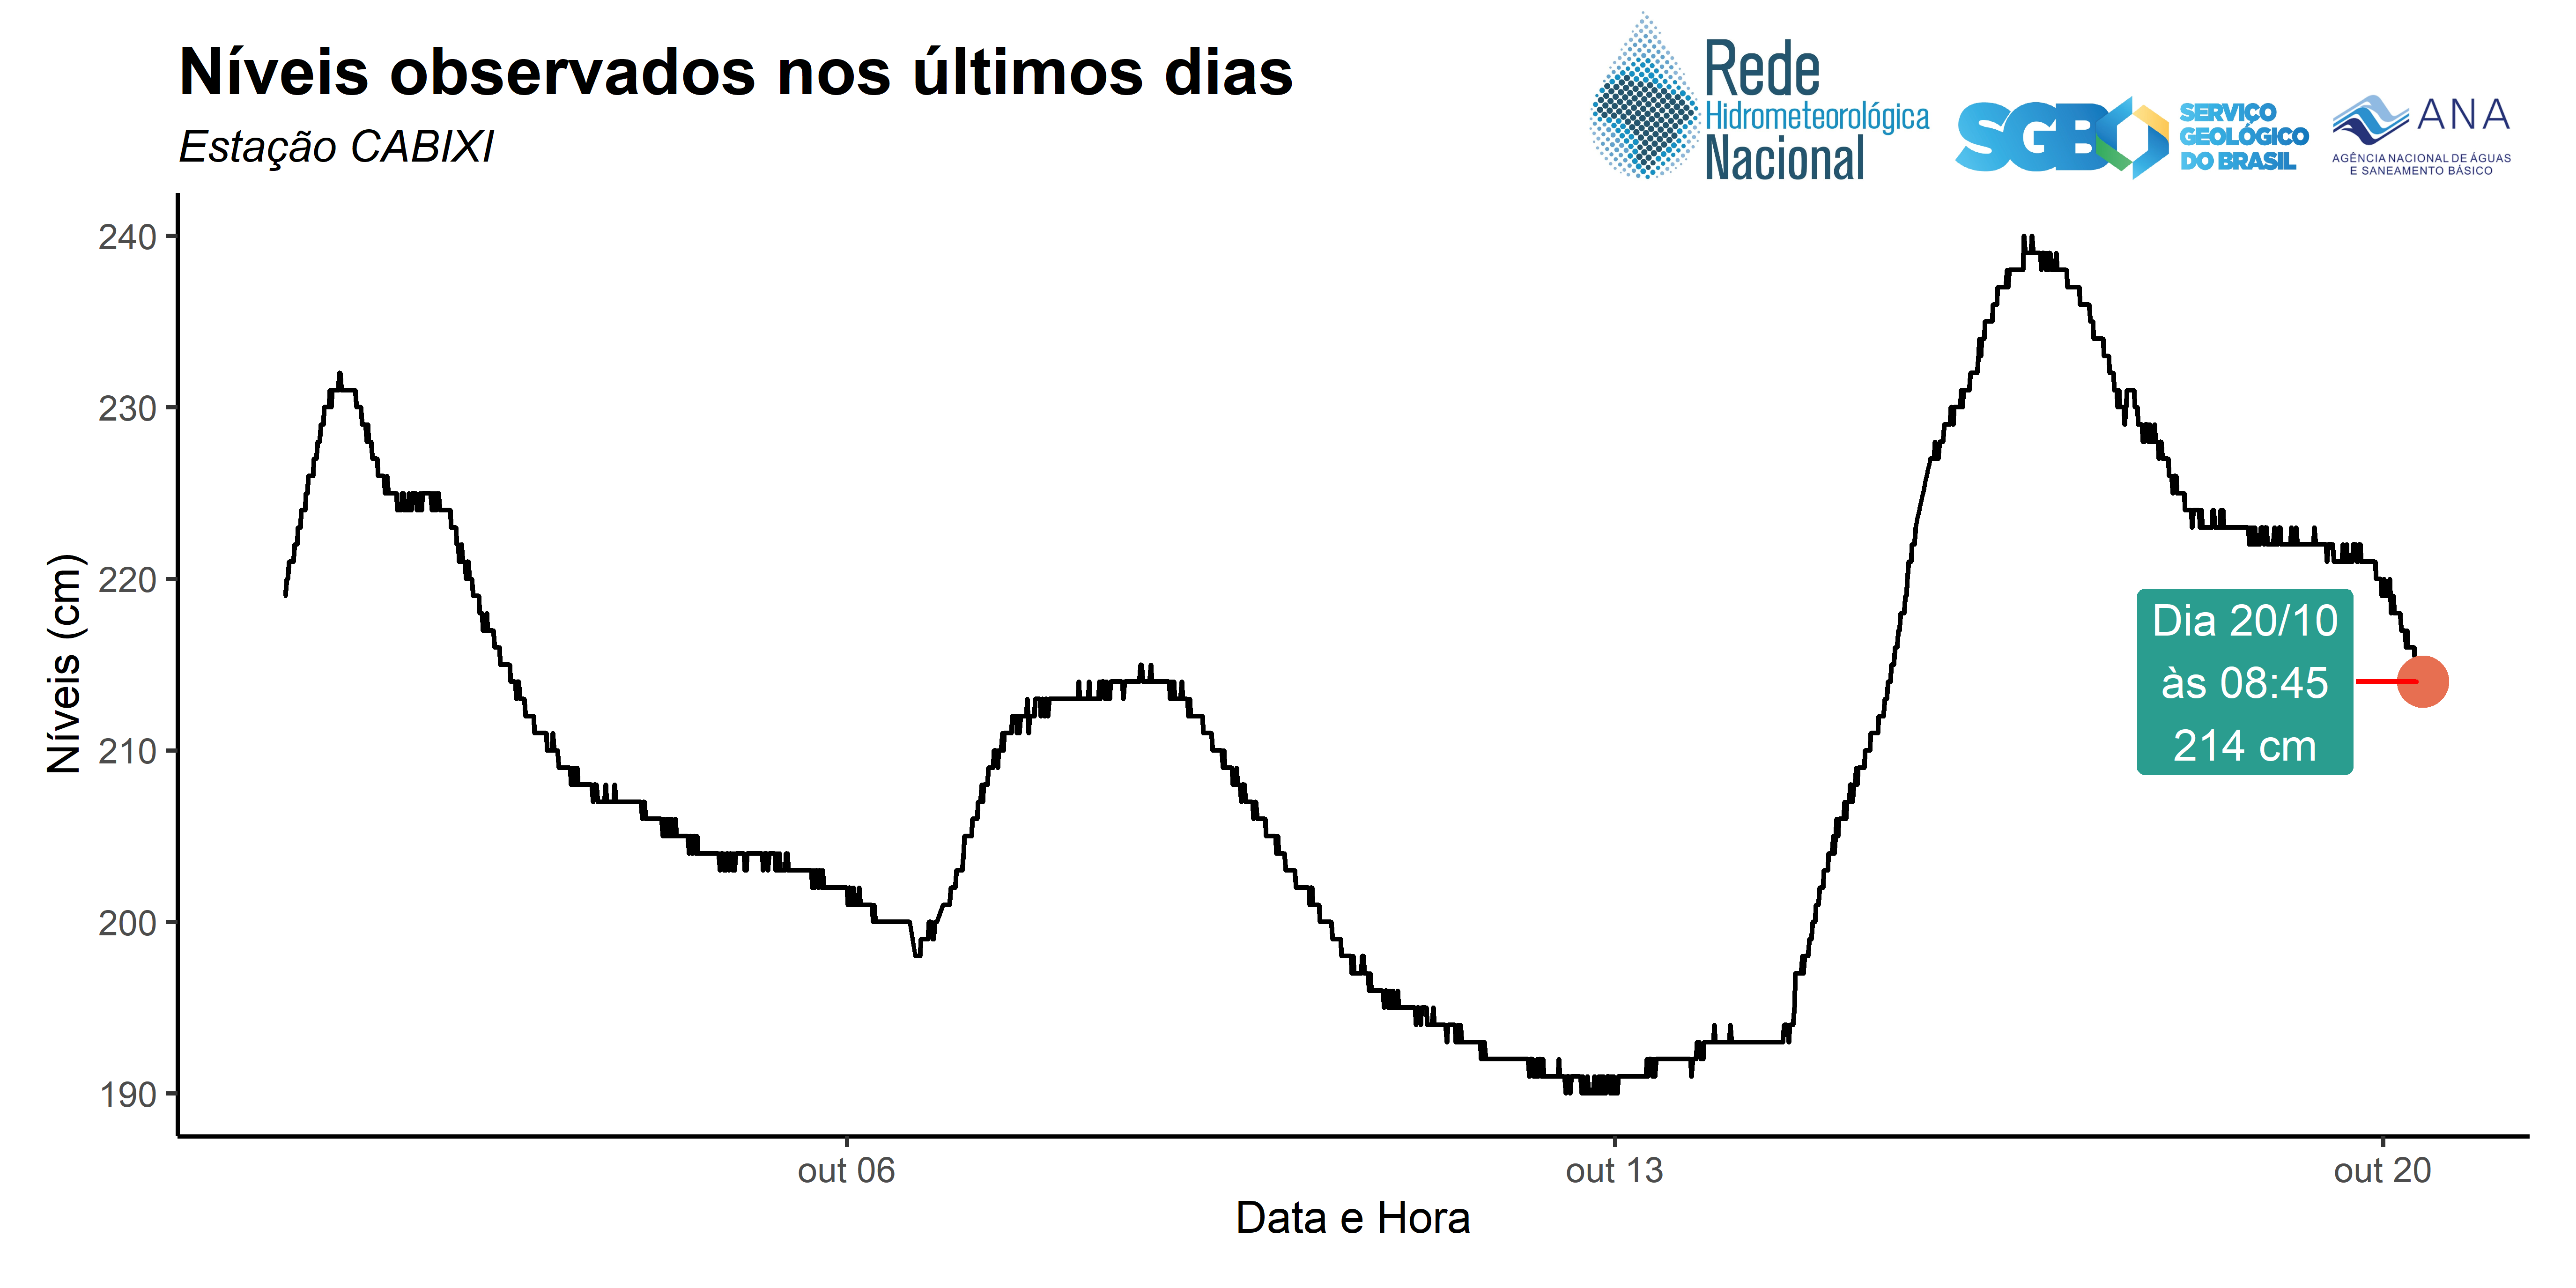 Níveis observados nos últimos dias
Estação CABIXI
Rede
Hidrometeorológica
Nacional
SGB
SERVIÇO
GEOLÓGICO
DO BRASIL
ANA
AGÊNCIA NACIONAL DE ÁGUAS
E SANEAMENTO BÁSICO
Níveis (cm)
240
230
220
210
200
190
Dia 20/10
às 08:45
214 cm
out 06
out 13
out 20
Data e Hora